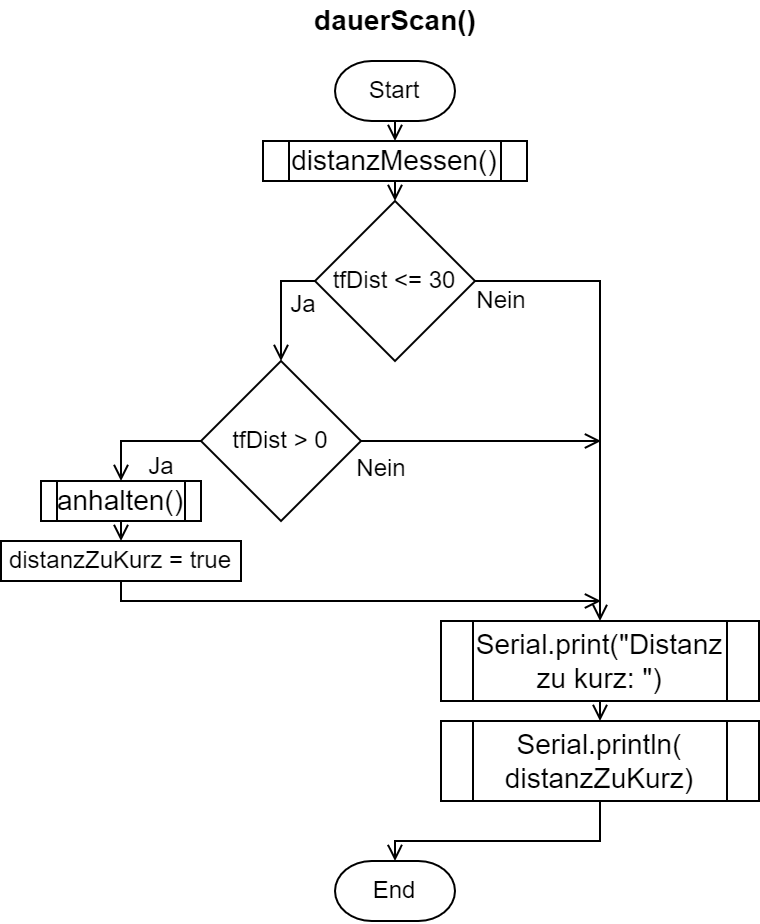 dauerScan()
Start
distanzMessen()
tfDist <= 30
Ja
Nein
tfDist > 0
Ja
Nein
anhalten()
distanzZuKurz = true
Serial.print("Distanz
zu kurz: ")
Serial.println(
distanzZuKurz)
End